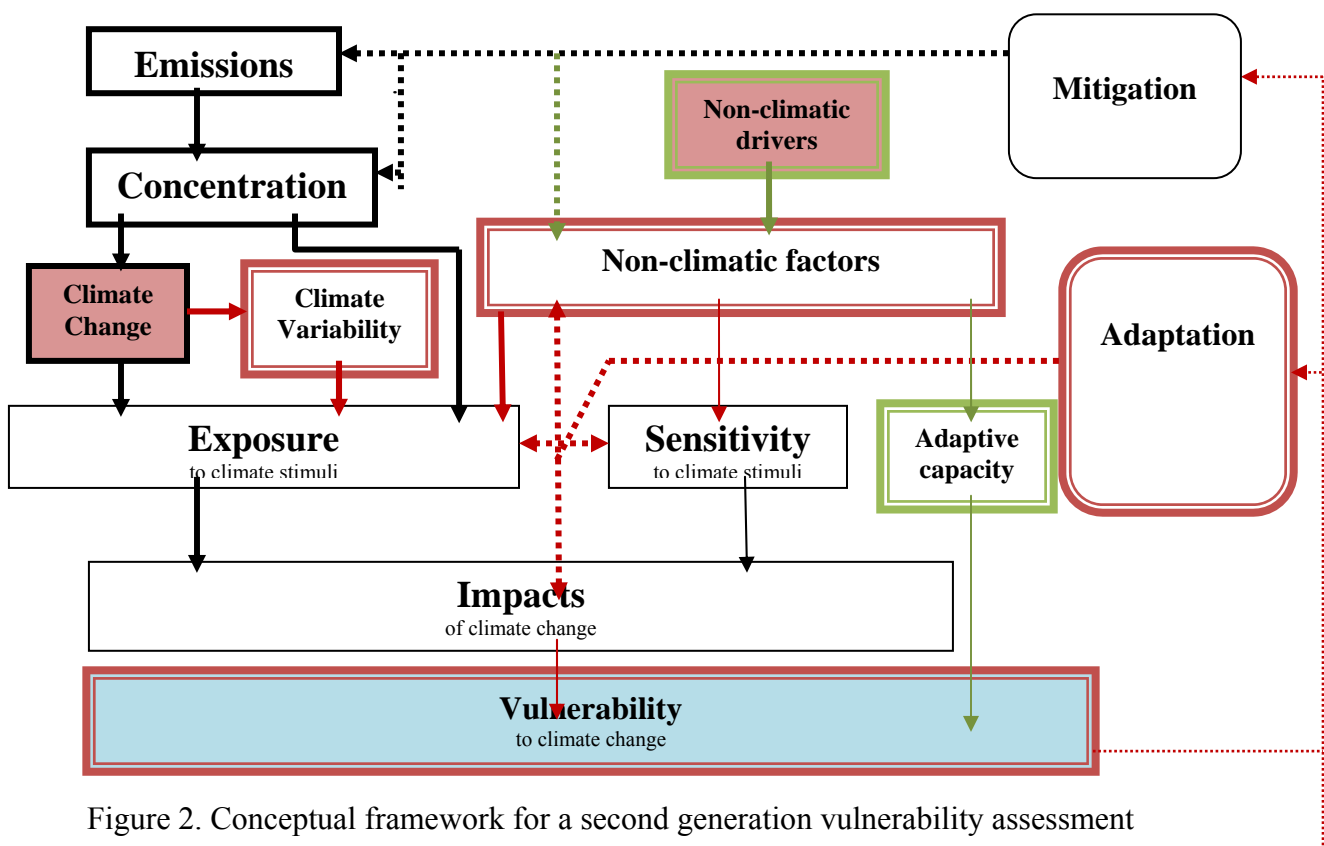 Emissions
Mitigation
Non-climatic
drivers
Concentration
Non-climatic factors
Climate
Change
Climate
Variability
Adaptation
Exposure
to climate stimuli
Sensitivity
to climate stimuli
Adaptive
capacity
Impacts
of climate change
Vulnerability
to climate change
Figure 2. Conceptual framework for a second generation vulnerability assessment